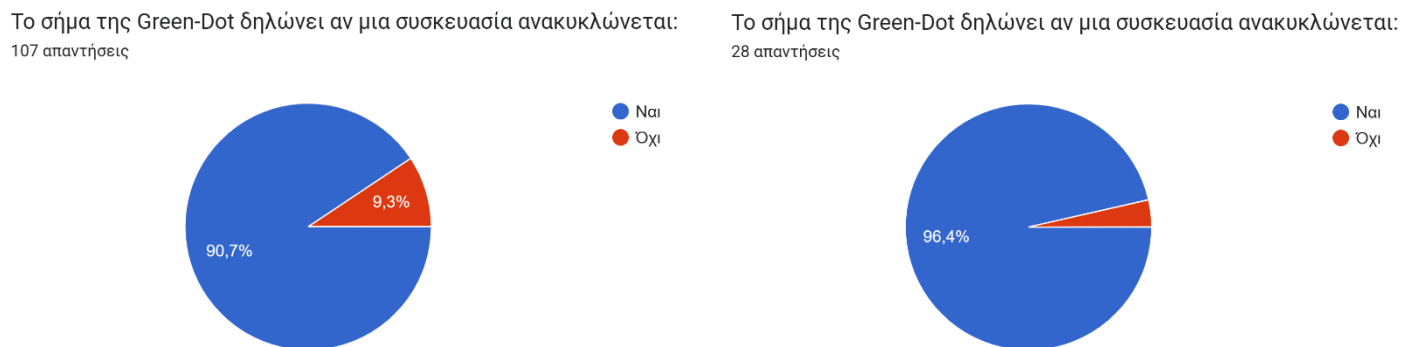 Το σήμα της Green-Dot δηλώνει αν μια συσκευασία ανακυκλώνεται:
107 απαντήσεις
Ναι
Όχι
9,3%
90,7%
Το σήμα της Green-Dot δηλώνει αν μια συσκευασία ανακυκλώνεται:
28 απαντήσεις
Ναι
Όχι
96,4%